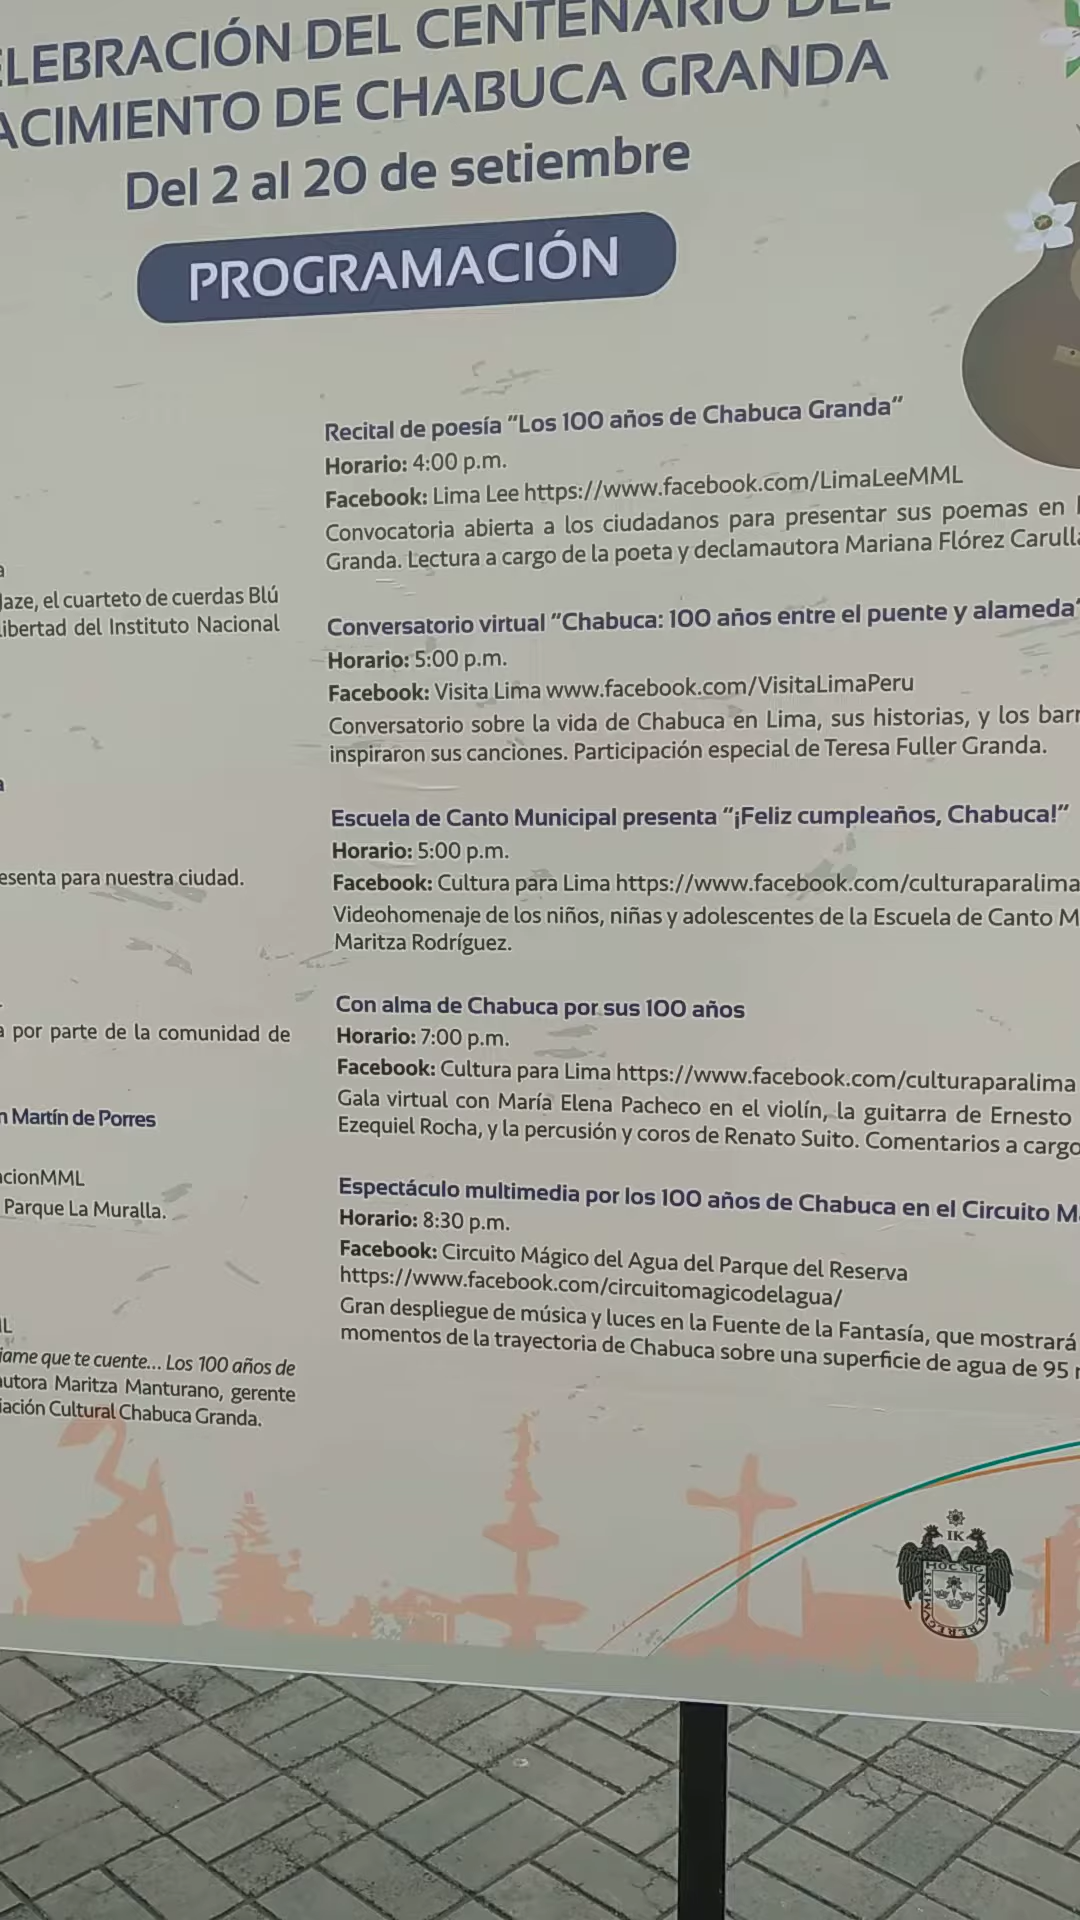 CELEBRACIÓN DEL CENTENARIO DEL
NACIMIENTO DE CHABUCA GRANDA
Del 2 al 20 de setiembre
PROGRAMACIÓN
el cuarteto de cuerdas Blú
del Instituto Nacional
para nuestra ciudad.
por parte de la comunidad de
Martín de Porres
Parque La Muralla.
que te cuente... Los 100 años de
Maritza Manturano, gerente
Cultural Chabuca Granda.
Recital de poesía "Los 100 años de Chabuca Granda"
Horario: 4:00 p.m.
Facebook: Lima Lee https://www.facebook.com/LimaLeeMML
Convocatoria abierta a los ciudadanos para presentar sus poemas en
Granda. Lectura a cargo de la poeta y declamautora Mariana Flórez
Conversatorio virtual "Chabuca: 100 años entre el puente y alameda"
Horario: 5:00 p.m.
Facebook: Visita Lima www.facebook.com/VisitaLimaPeru
Conversatorio sobre la vida de Chabuca en Lima, sus historias, y los
inspiraron sus canciones. Participación especial de Teresa Fuller Granda.
Escuela de Canto Municipal presenta "¡Feliz cumpleaños, Chabuca!"
Horario: 5:00 p.m.
Facebook: Cultura para Lima https://www.facebook.com/culturaparalima
Videohomenaje de los niños, niñas y adolescentes de la Escuela de Canto
Maritza Rodríguez.
Con alma de Chabuca por sus 100 años
Horario: 7:00 p.m.
Facebook: Cultura para Lima https://www.facebook.com/culturaparalima
Gala virtual con María Elena Pacheco en el violín, la guitarra de Ernesto
Ezequiel Rocha, y la percusión y coros de Renato Suito. Comentarios a cargo
Espectáculo multimedia por los 100 años de Chabuca en el Circuito
Horario: 8:30 p.m.
Facebook: Circuito Mágico del Agua del Parque del Reserva
https://www.facebook.com/circuitomagicodelagua/
Gran despliegue de música y luces en la Fuente de la Fantasía, que mostrará
momentos de la trayectoria de Chabuca sobre una superficie de agua de 95
IK
HOC SIG